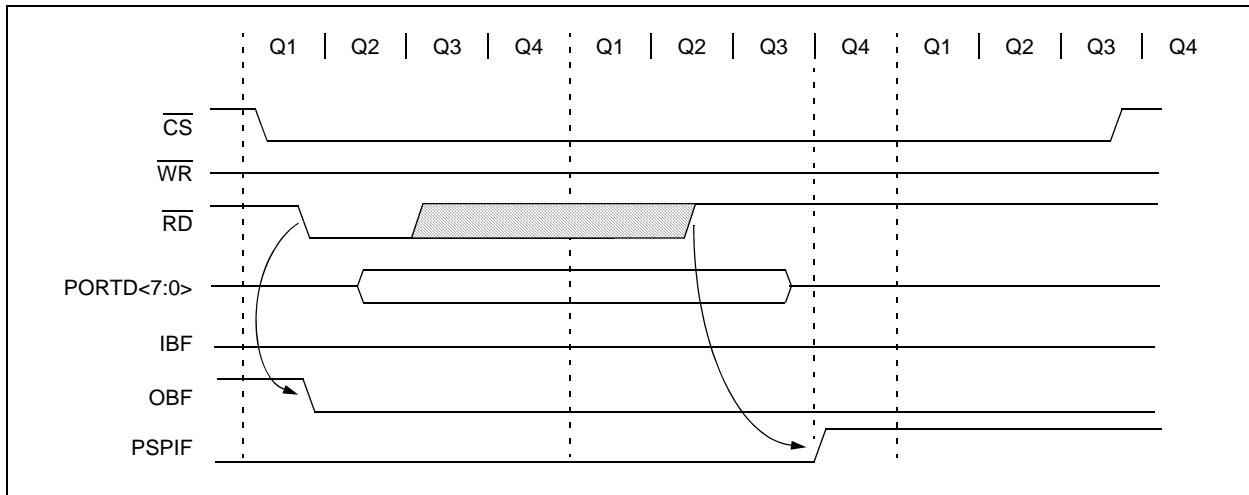 Q1 | Q2 | Q3 | Q4 | Q1 | Q2 | Q3 | Q4 | Q1 | Q2 | Q3 | Q4
CS
WR
RD
PORTD<7:0>
IBF
OBF
PSPIF